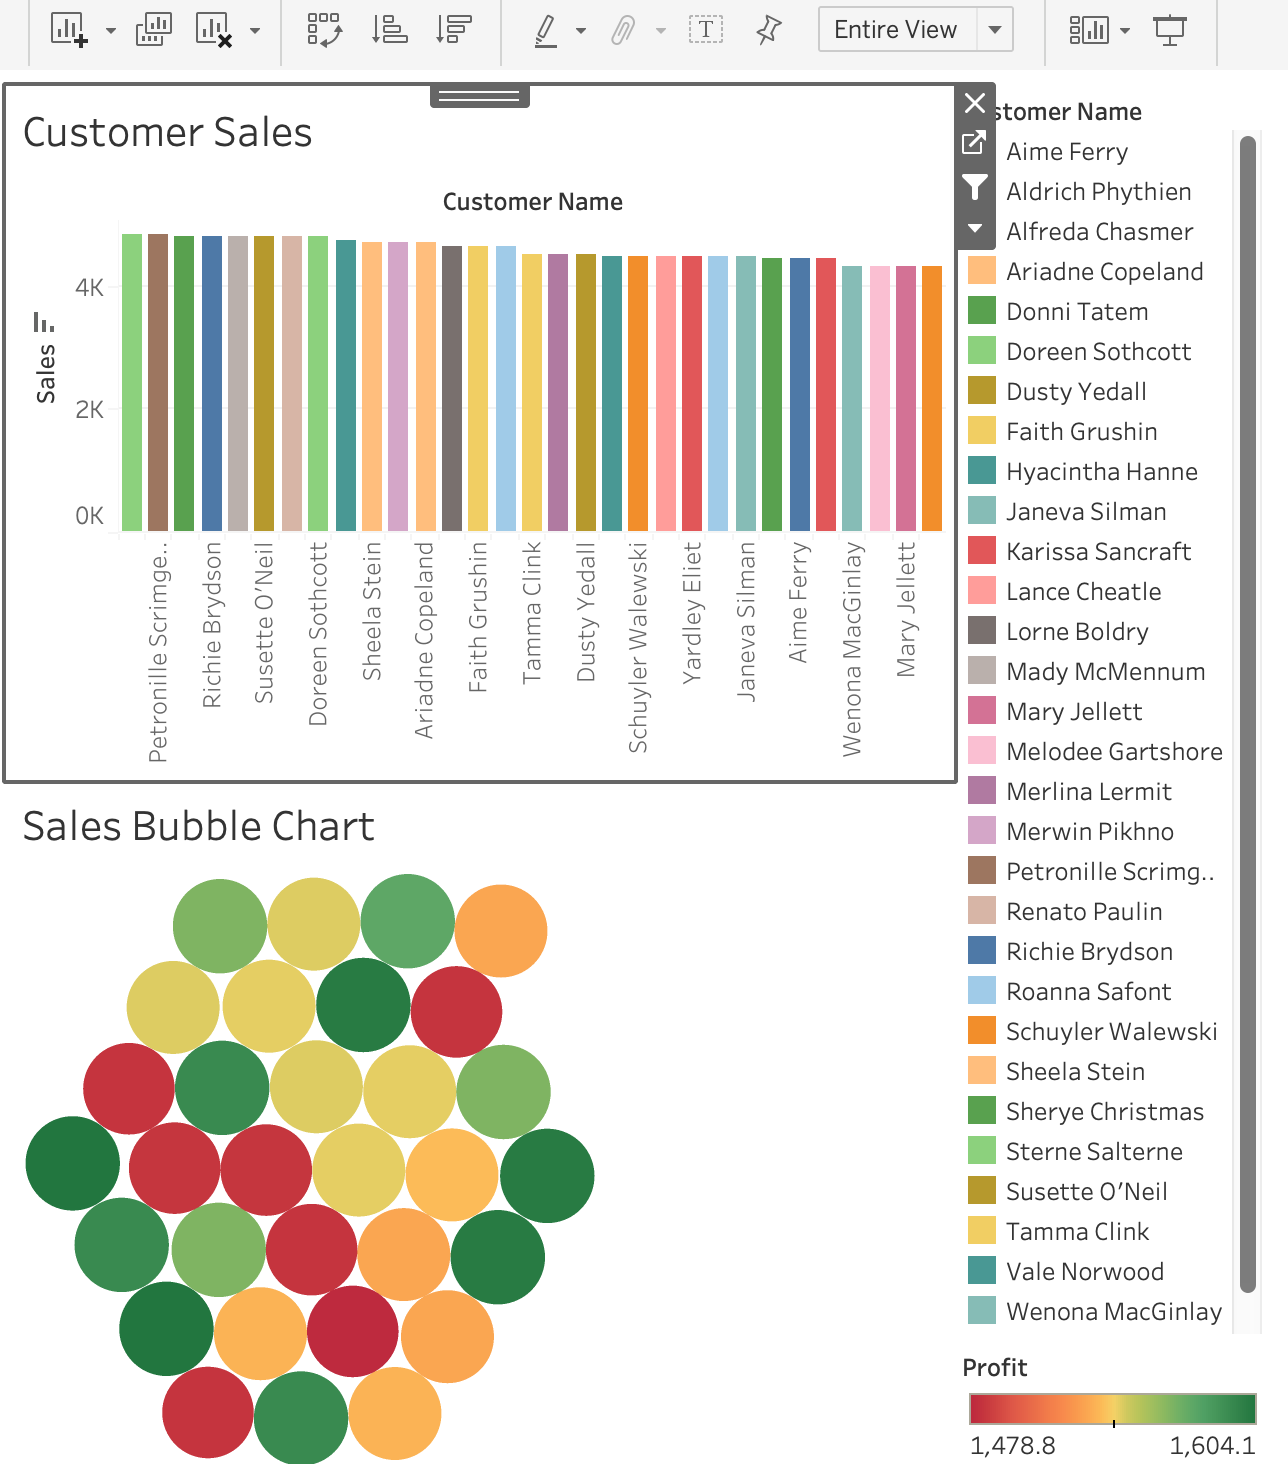 T
Entire View
Customer Sales
Customer Name
4K
2K
0K
Sales
Petronille Scrimge..
Richie Brydson
Susette O'Neil
Doreen Sothcott
Sheela Stein
Ariadne Copeland
Faith Grushin
Tamma Clink
Dusty Yedall
Schuyler Walewski
Yardley Eliet
Janeva Silman
Aime Ferry
Wenona MacGinlay
Mary Jellett
stomer Name
Aime Ferry
Aldrich Phythien
Alfreda Chasmer
Ariadne Copeland
Donni Tatem
Doreen Sothcott
Dusty Yedall
Faith Grushin
Hyacintha Hanne
Janeva Silman
Karissa Sancraft
Lance Cheatle
Lorne Boldry
Mady McMennum
Mary Jellett
Melodee Gartshore
Merlina Lermit
Merwin Pikhno
Petronille Scrimg..
Renato Paulin
Richie Brydson
Roanna Safont
Schuyler Walewski
Sheela Stein
Sherye Christmas
Sterne Salterne
Susette O'Neil
Tamma Clink
Vale Norwood
Wenona MacGinlay
Sales Bubble Chart
Profit
1,478.8
1,604.1